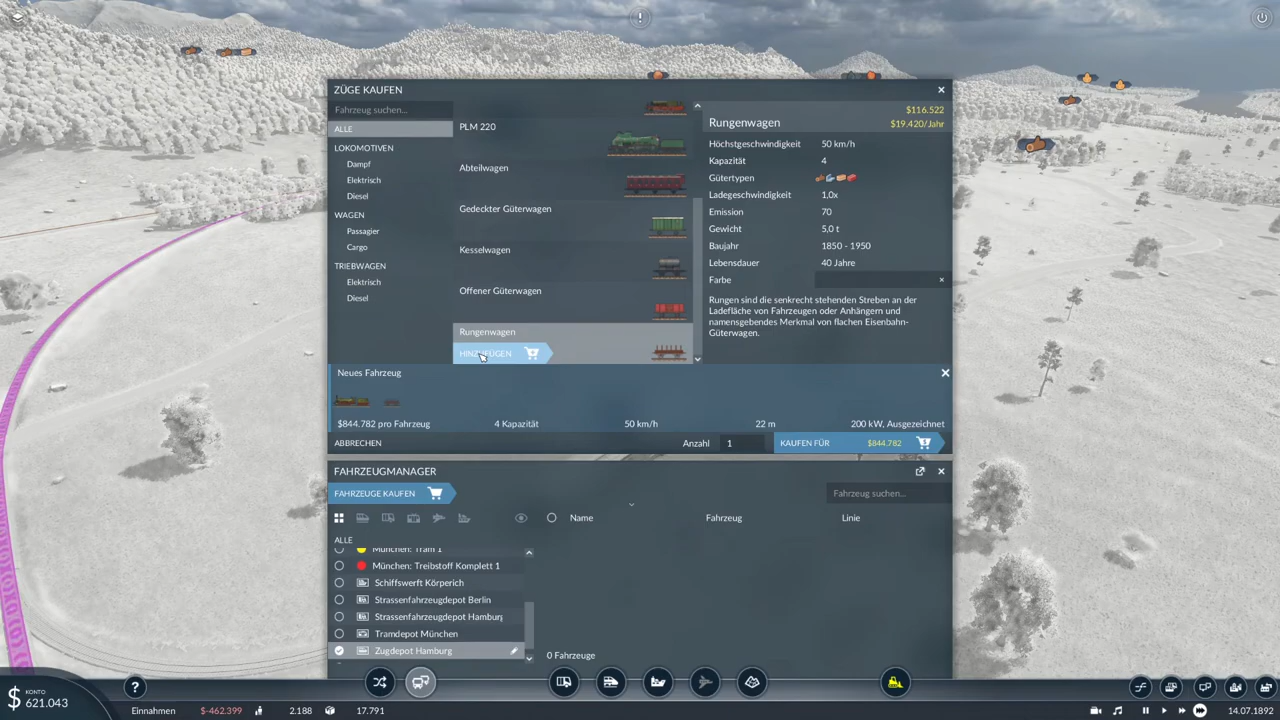 ZÜGE KAUFEN
Fahrzeug suchen...
ALLE
LOKOMOTIVEN
Dampf
Elektrisch
Diesel
WAGEN
Passagier
Cargo
TRIEBWAGEN
Elektrisch
Diesel
PLM 220
Abteilwagen
Gedeckter Güterwagen
Kesselwagen
Offener Güterwagen
Rungenwagen
HINZUFÜGEN
$116.522
Rungenwagen
$19.420/Jahr
Höchstgeschwindigkeit 50 km/h
Kapazität 4
Gütertypen
Ladegeschwindigkeit 1,0x
Emission 70
Gewicht 5,0 t
Baujahr 1850 - 1950
Lebensdauer 40 Jahre
Farbe
Rungen sind die senkrecht stehenden Streben an der
Ladefläche von Fahrzeugen oder Anhängern und
namensgebendes Merkmal von flachen Eisenbahn-
Güterwagen.
Neues Fahrzeug
$844.782 pro Fahrzeug 4 Kapazität 50 km/h 22 m 200 kW, Ausgezeichnet
ABBRECHEN Anzahl 1 KAUFEN FÜR $844.782
FAHRZEUGMANAGER
FAHRZEUGE KAUFEN
Fahrzeug suchen...
Name Fahrzeug Linie
ALLE
München: Tram 1
München: Treibstoff Komplett 1
Schiffswerft Körperich
Strassenfahrzeugdepot Berlin
Strassenfahrzeugdepot Hamburg
Tramdepot München
Zugdepot Hamburg
0 Fahrzeuge
$ KONTO
621.043
?
Einnahmen $-462.399 2.188 17.791
14.07.1892